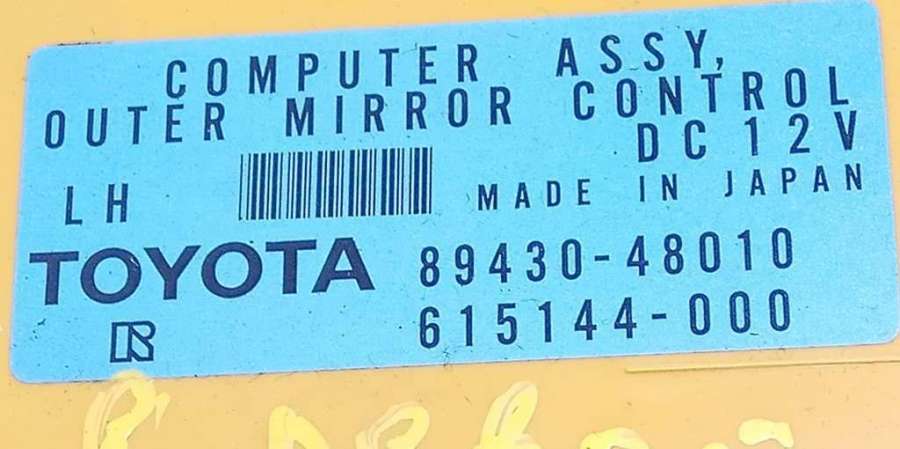 COMPUTER ASSY,
OUTER MIRROR CONTROL
DC 12V
LH MADE IN JAPAN
TOYOTA 89430-48010
615144-000